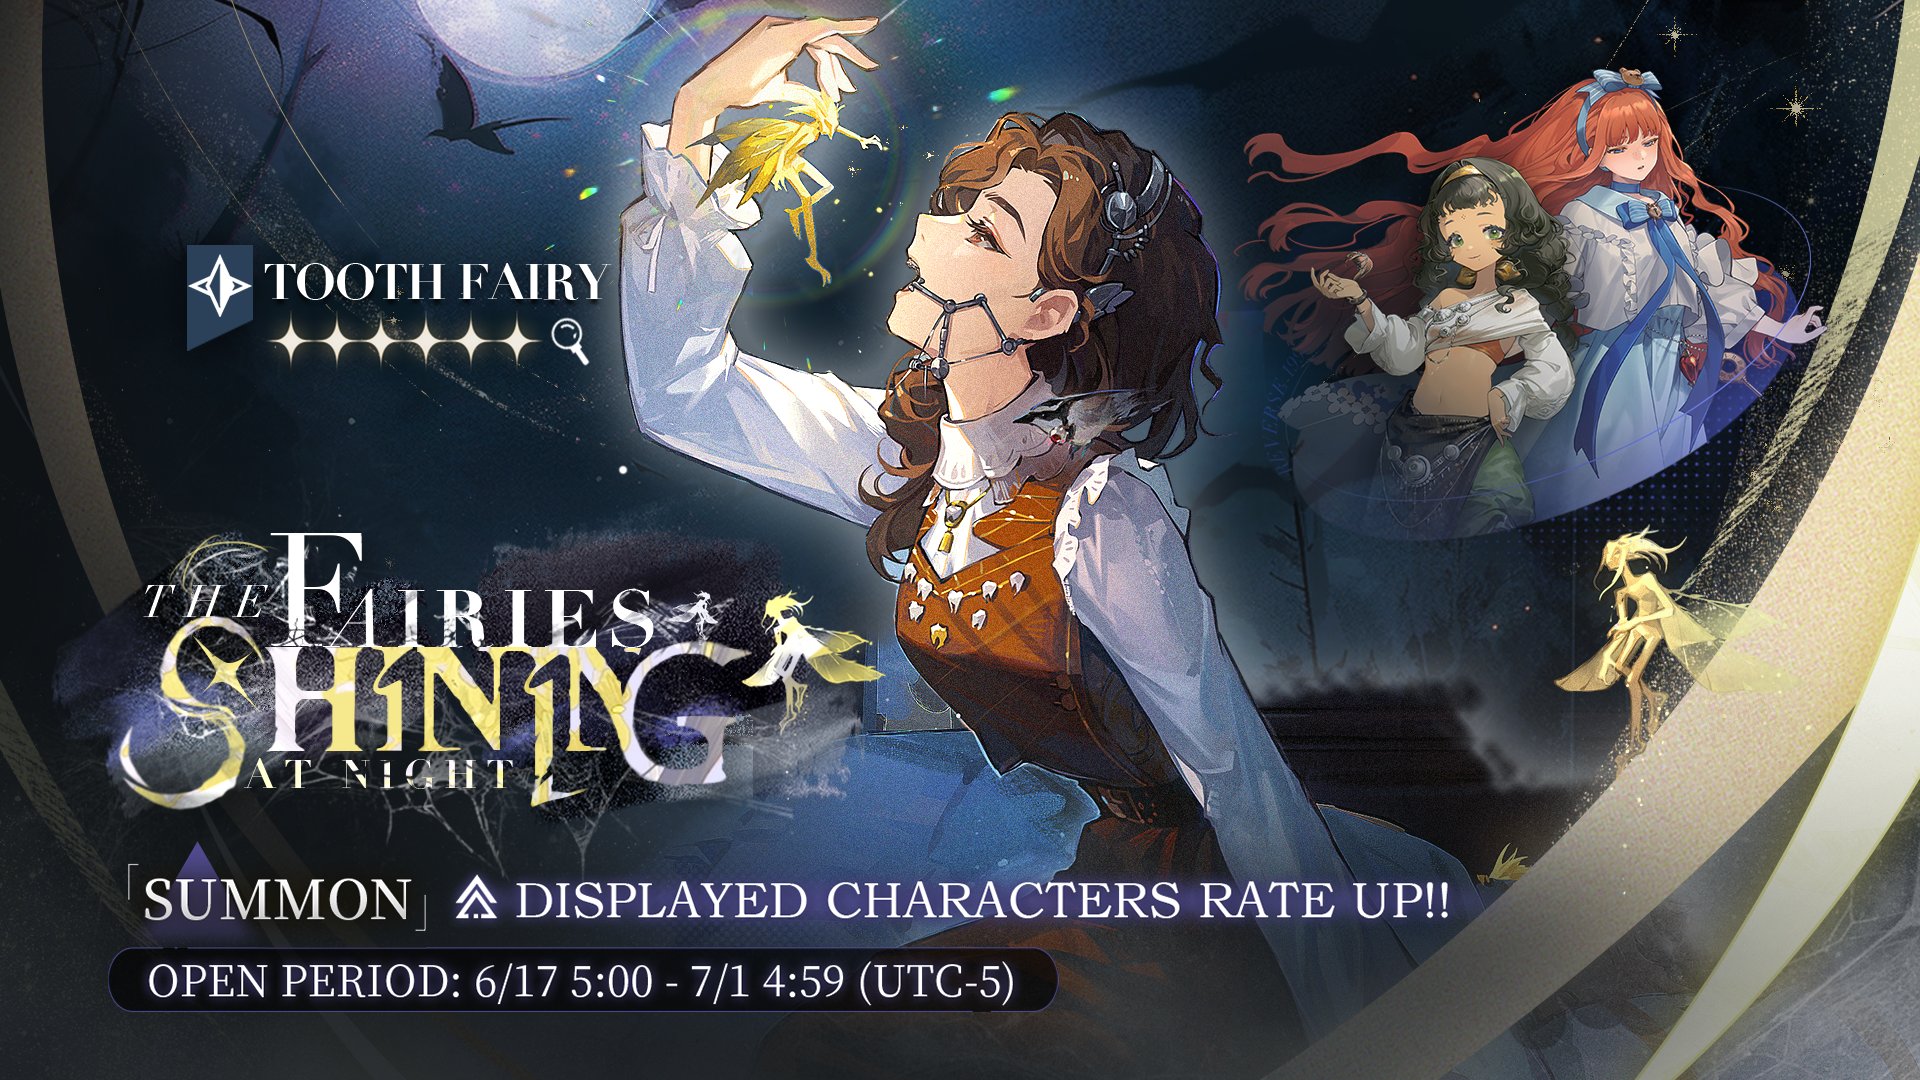 TOOTH FAIRY
THE FAIRIES
SHINING
AT NIGHT
「SUMMON」 DISPLAYED CHARACTERS RATE UP!!
OPEN PERIOD: 6/17 5:00 - 7/1 4:59 (UTC-5)